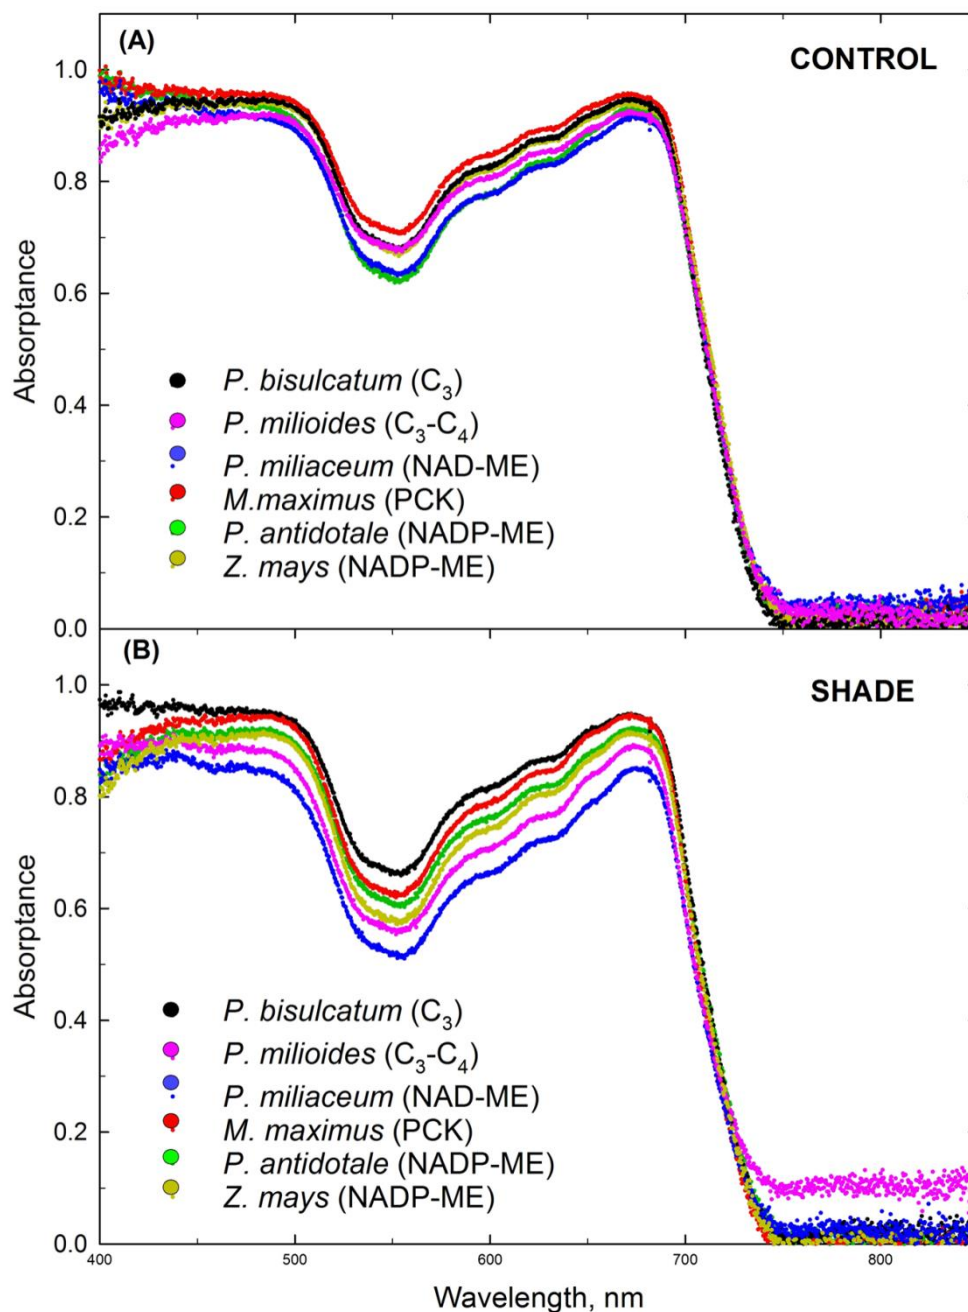 (A)
CONTROL
1.0
0.8
0.6
0.4
0.2
0.0
Absorptance
P. bisulcatum (C₃)
P. milioides (C₃-C₄)
P. miliaceum (NAD-ME)
M.maximus (PCK)
P. antidotale (NADP-ME)
Z. mays (NADP-ME)
(B)
SHADE
1.0
0.8
0.6
0.4
0.2
0.0
Absorptance
P. bisulcatum (C₃)
P. milioides (C₃-C₄)
P. miliaceum (NAD-ME)
M. maximus (PCK)
P. antidotale (NADP-ME)
Z. mays (NADP-ME)
400 500 600 700 800
Wavelength, nm